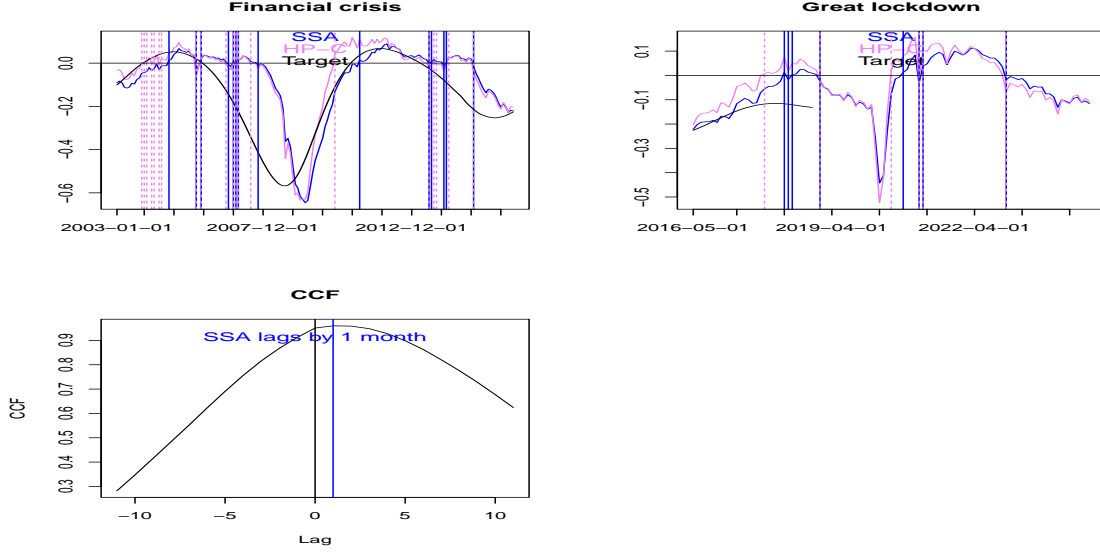 Financial crisis
SSA
HP−C
Target
0.0
−0.2
−0.4
−0.6
2003−01−01
2007−12−01
2012−12−01
Great lockdown
SSA
HP−C
Target
0.1
−0.1
−0.3
−0.5
2016−05−01
2019−04−01
2022−04−01
CCF
SSA lags by 1 month
CCF
0.9
0.8
0.7
0.6
0.5
0.4
0.3
−10
−5
0
5
10
Lag